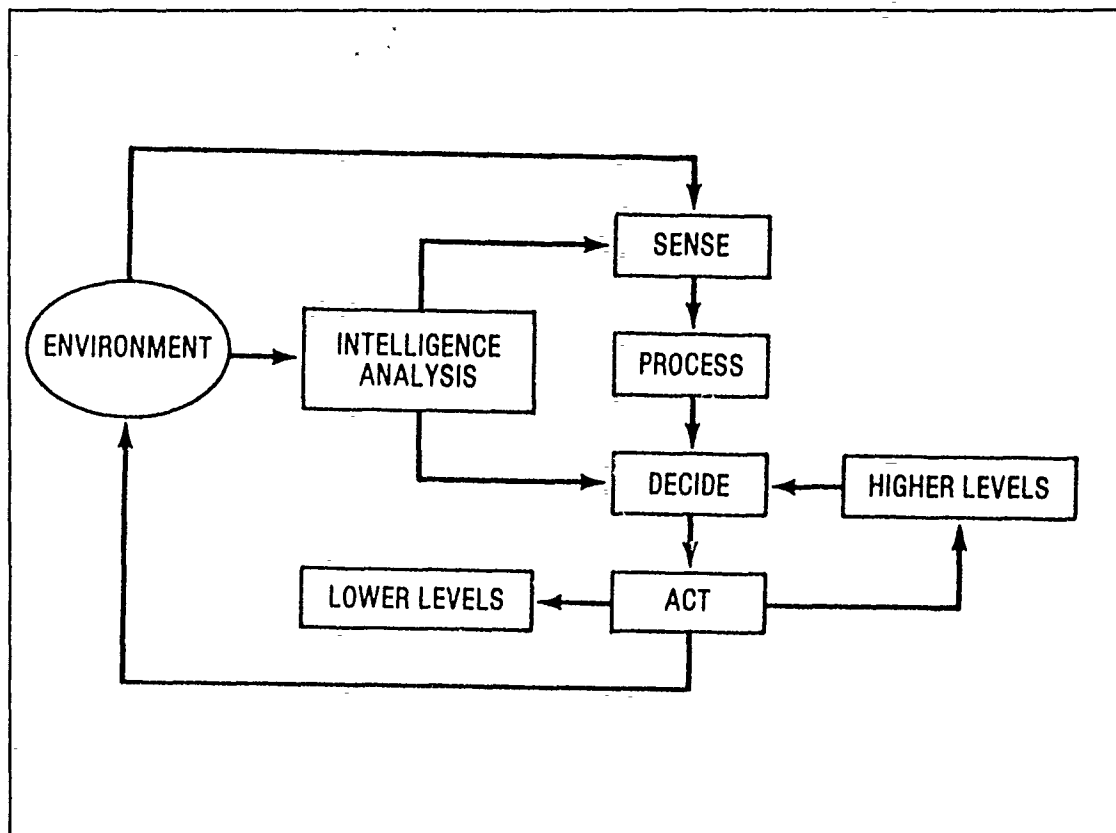 SENSE
ENVIRONMENT
INTELLIGENCE
ANALYSIS
PROCESS
DECIDE
HIGHER LEVELS
LOWER LEVELS
ACT